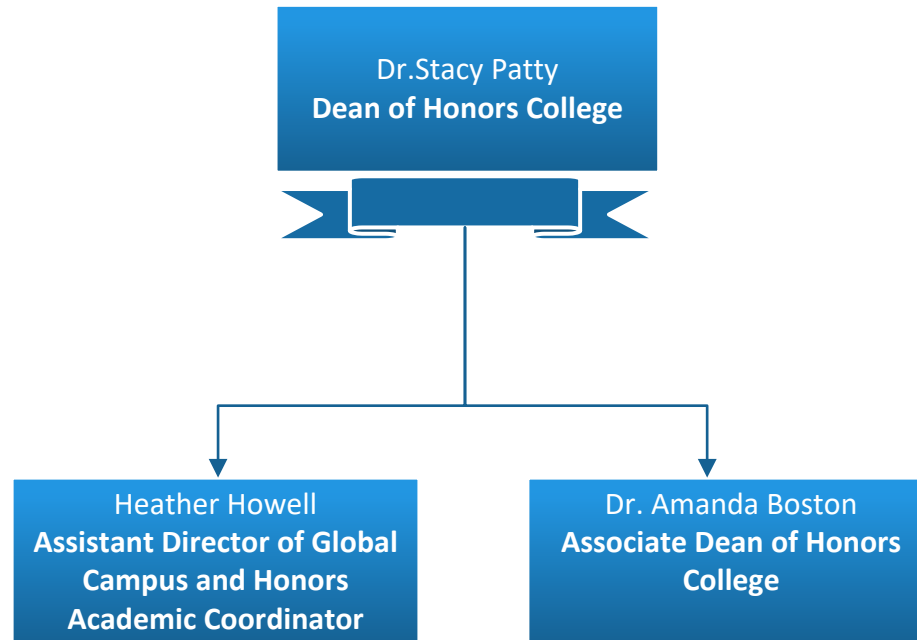 Dr.Stacy Patty
Dean of Honors College
Heather Howell
Assistant Director of Global
Campus and Honors
Academic Coordinator
Dr. Amanda Boston
Associate Dean of Honors
College